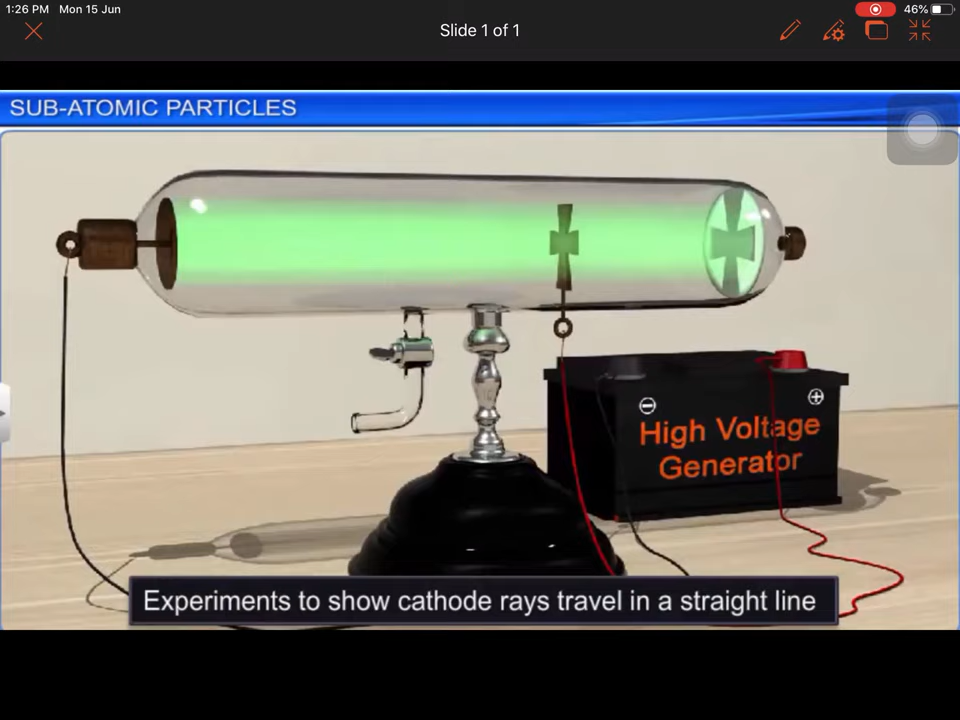 1:26 PM Mon 15 Jun
46%
Slide 1 of 1
SUB-ATOMIC PARTICLES
High Voltage
Generator
Experiments to show cathode rays travel in a straight line